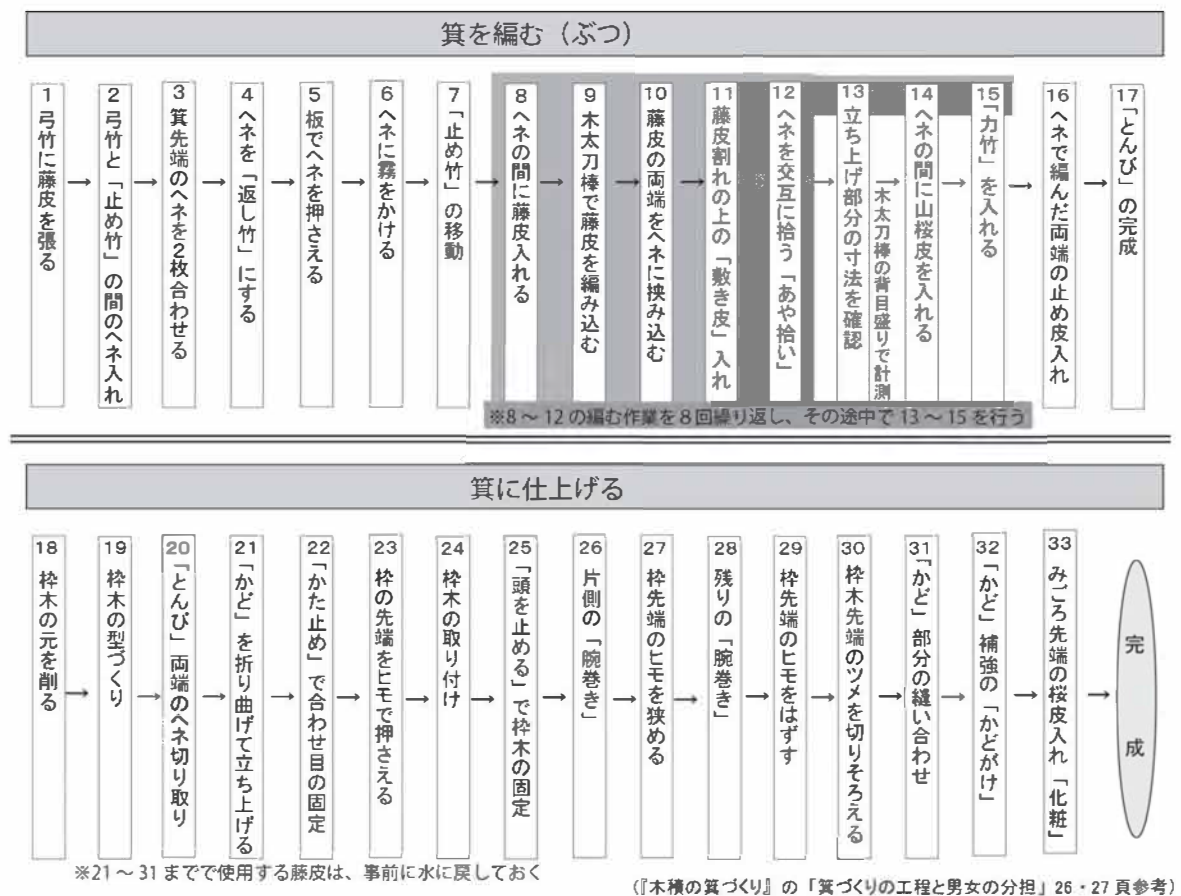 箕を編む（ぶつ）
1 弓竹に藤皮を張る
→
2 弓竹と「止め竹」の間のヘネ入れ
→
3 箕先端のヘネを2枚合わせる
→
4 ヘネを「返し竹」にする
→
5 板でヘネを押さえる
→
6 ヘネに霧をかける
→
7 「止め竹」の移動
→
8 ヘネの間に藤皮入れる
→
9 木太刀棒で藤皮を編み込む
→
10 藤皮の両端をヘネに挟み込む
→
11 藤皮割れの上の「敷き皮」入れ
12 ヘネを交互に拾う「あや拾い」
→
13 立ち上げ部分の寸法を確認
木太刀棒の背目盛りで計測
→
14 ヘネの間に山桜皮を入れる
→
15 「力竹」を入れる
→
16 ヘネで編んだ両端の止め皮入れ
→
17 「とんび」の完成
※8～12の編む作業を8回繰り返し、その途中で13～15を行う
箕に仕上げる
18 枠木の元を削る
→
19 枠木の型づくり
→
20 「とんび」両端のヘネ切り取り
→
21 「かど」を折り曲げて立ち上げる
→
22 「かた止め」で合わせ目の固定
→
23 枠の先端をヒモで押さえる
→
24 枠木の取り付け
→
25 「頭を止める」で枠木の固定
→
26 片側の「腕巻き」
→
27 枠先端のヒモを狭める
→
28 残りの「腕巻き」
→
29 枠先端のヒモをはずす
→
30 枠木先端のツメを切りそろえる
→
31 「かど」部分の縫い合わせ
→
32 「かど」補強の「かどがけ」
→
33 みごろ先端の桜皮入れ「化粧」
→
完成
※21～31までで使用する藤皮は、事前に水に戻しておく
（『木積の箕づくり』の「箕づくりの工程と男女の分担」26・27頁参考）